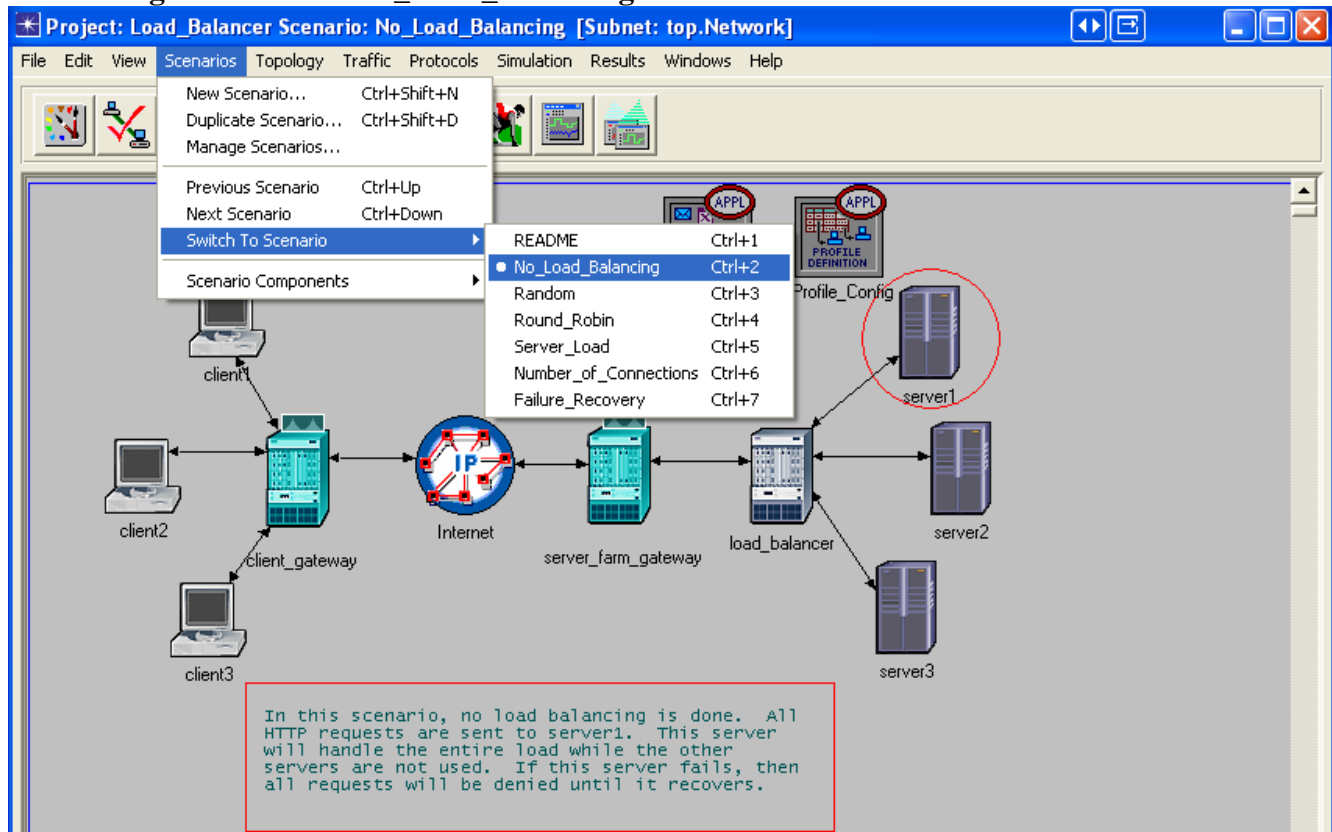 Project: Load_Balancer Scenario: No_Load_Balancing [Subnet: top.Network]
File Edit View Scenarios Topology Traffic Protocols Simulation Results Windows Help
New Scenario... Ctrl+Shift+N
Duplicate Scenario... Ctrl+Shift+D
Manage Scenarios...
Previous Scenario Ctrl+Up
Next Scenario Ctrl+Down
Switch To Scenario
Scenario Components
README Ctrl+1
No_Load_Balancing Ctrl+2
Random Ctrl+3
Round_Robin Ctrl+4
Server_Load Ctrl+5
Number_of_Connections Ctrl+6
Failure_Recovery Ctrl+7
APPL
APPL
PROFILE
DEFINITION
Profile_Config
client1
server1
IP
client2
client_gateway
Internet
server_farm_gateway
load_balancer
server2
client3
server3
In this scenario, no load balancing is done. All
HTTP requests are sent to server1. This server
will handle the entire load while the other
servers are not used. If this server fails, then
all requests will be denied until it recovers.